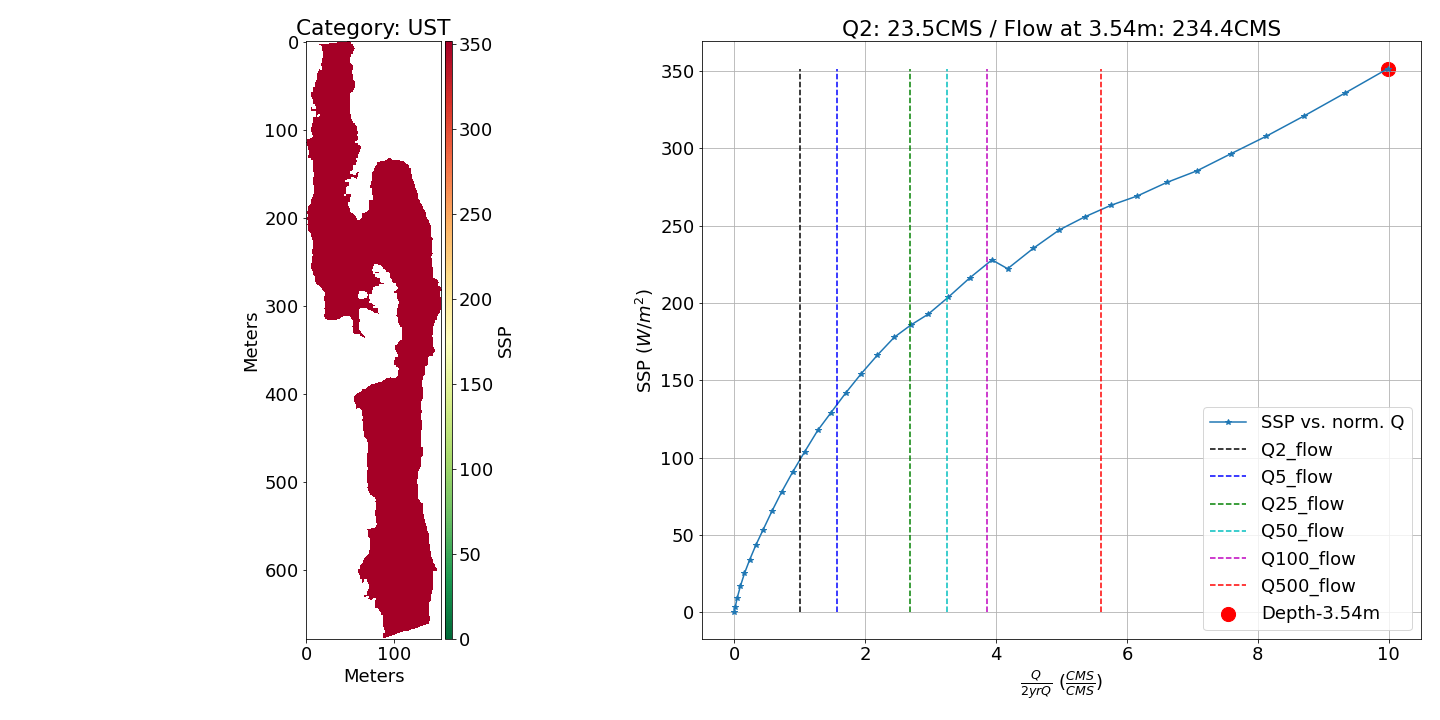 Category: UST
0
100
200
300
400
500
600
Meters
0 100
Meters
350
300
250
200
150
100
50
0
SSP
Q2: 23.5CMS / Flow at 3.54m: 234.4CMS
350
300
250
200
150
100
50
0
SSP (W/m²)
0 2 4 6 8 10
Q/2yrQ (CMS/CMS)
SSP vs. norm. Q
Q2_flow
Q5_flow
Q25_flow
Q50_flow
Q100_flow
Q500_flow
Depth-3.54m